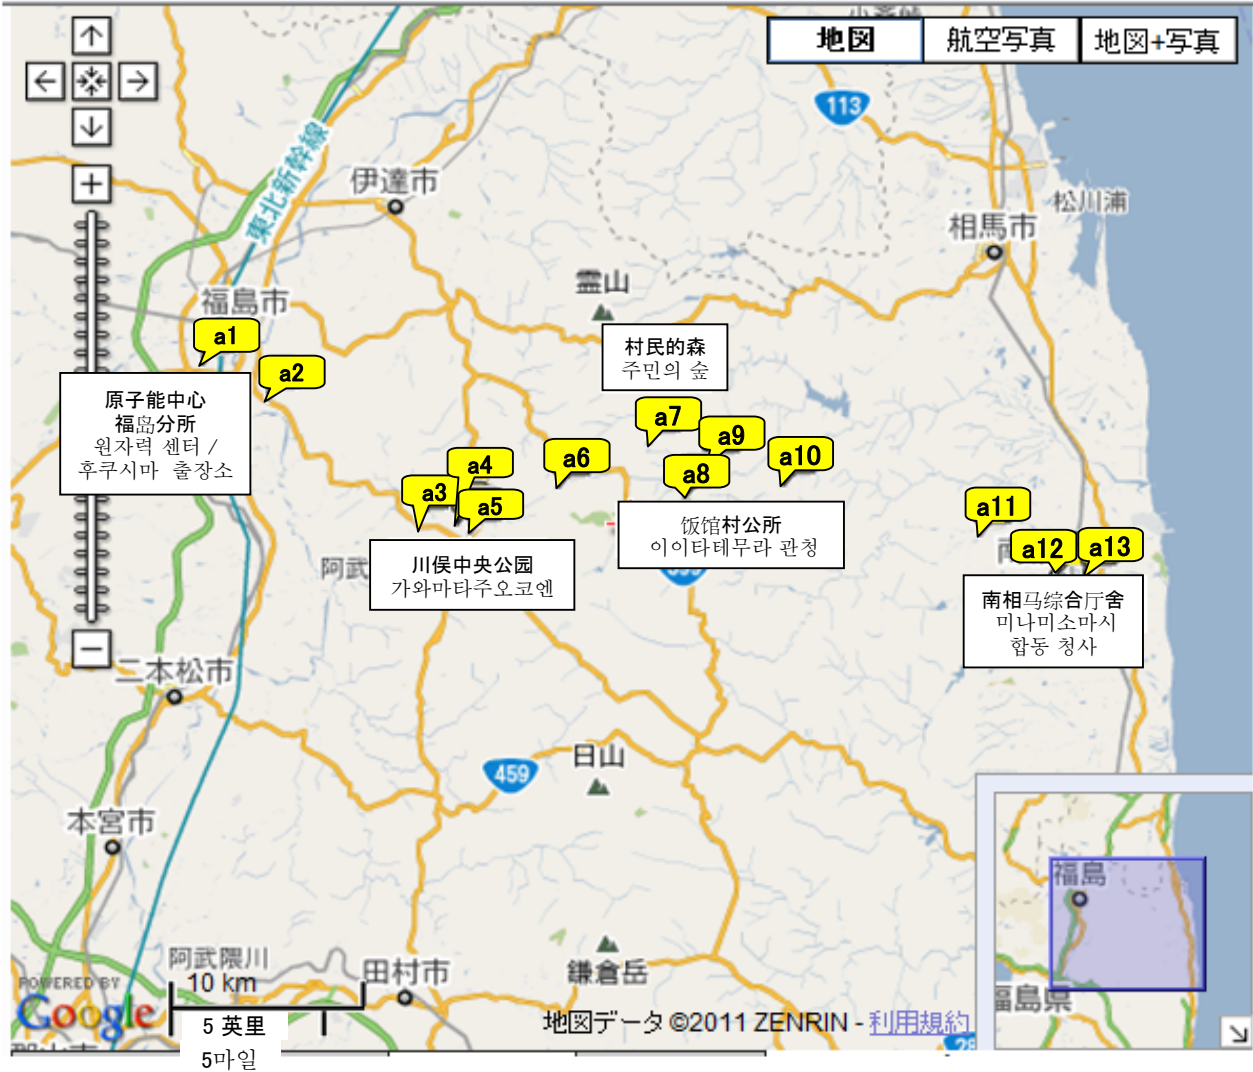 地図
航空写真
地図+写真
113
東北新幹線
伊達市
松川浦
相馬市
霊山
福島市
a1
村民的森
주민의 숲
a2
原子能中心
福岛分所
원자력 센터 /
후쿠시마 출장소
a7
a9
a4
a6
a10
a8
a3
a5
a11
饭馆村公所
이이타테무라 관청
a12
a13
阿武
川俣中央公园
가와마타주오코엔
南相马综合厅舍
미나미소마시
합동 청사
二本松市
日山
459
本宮市
福島
阿武隈川
田村市
鎌倉岳
福島県
10 km
POWERED BY
Google
5 英里
5마일
地図データ ©2011 ZENRIN - 利用規約